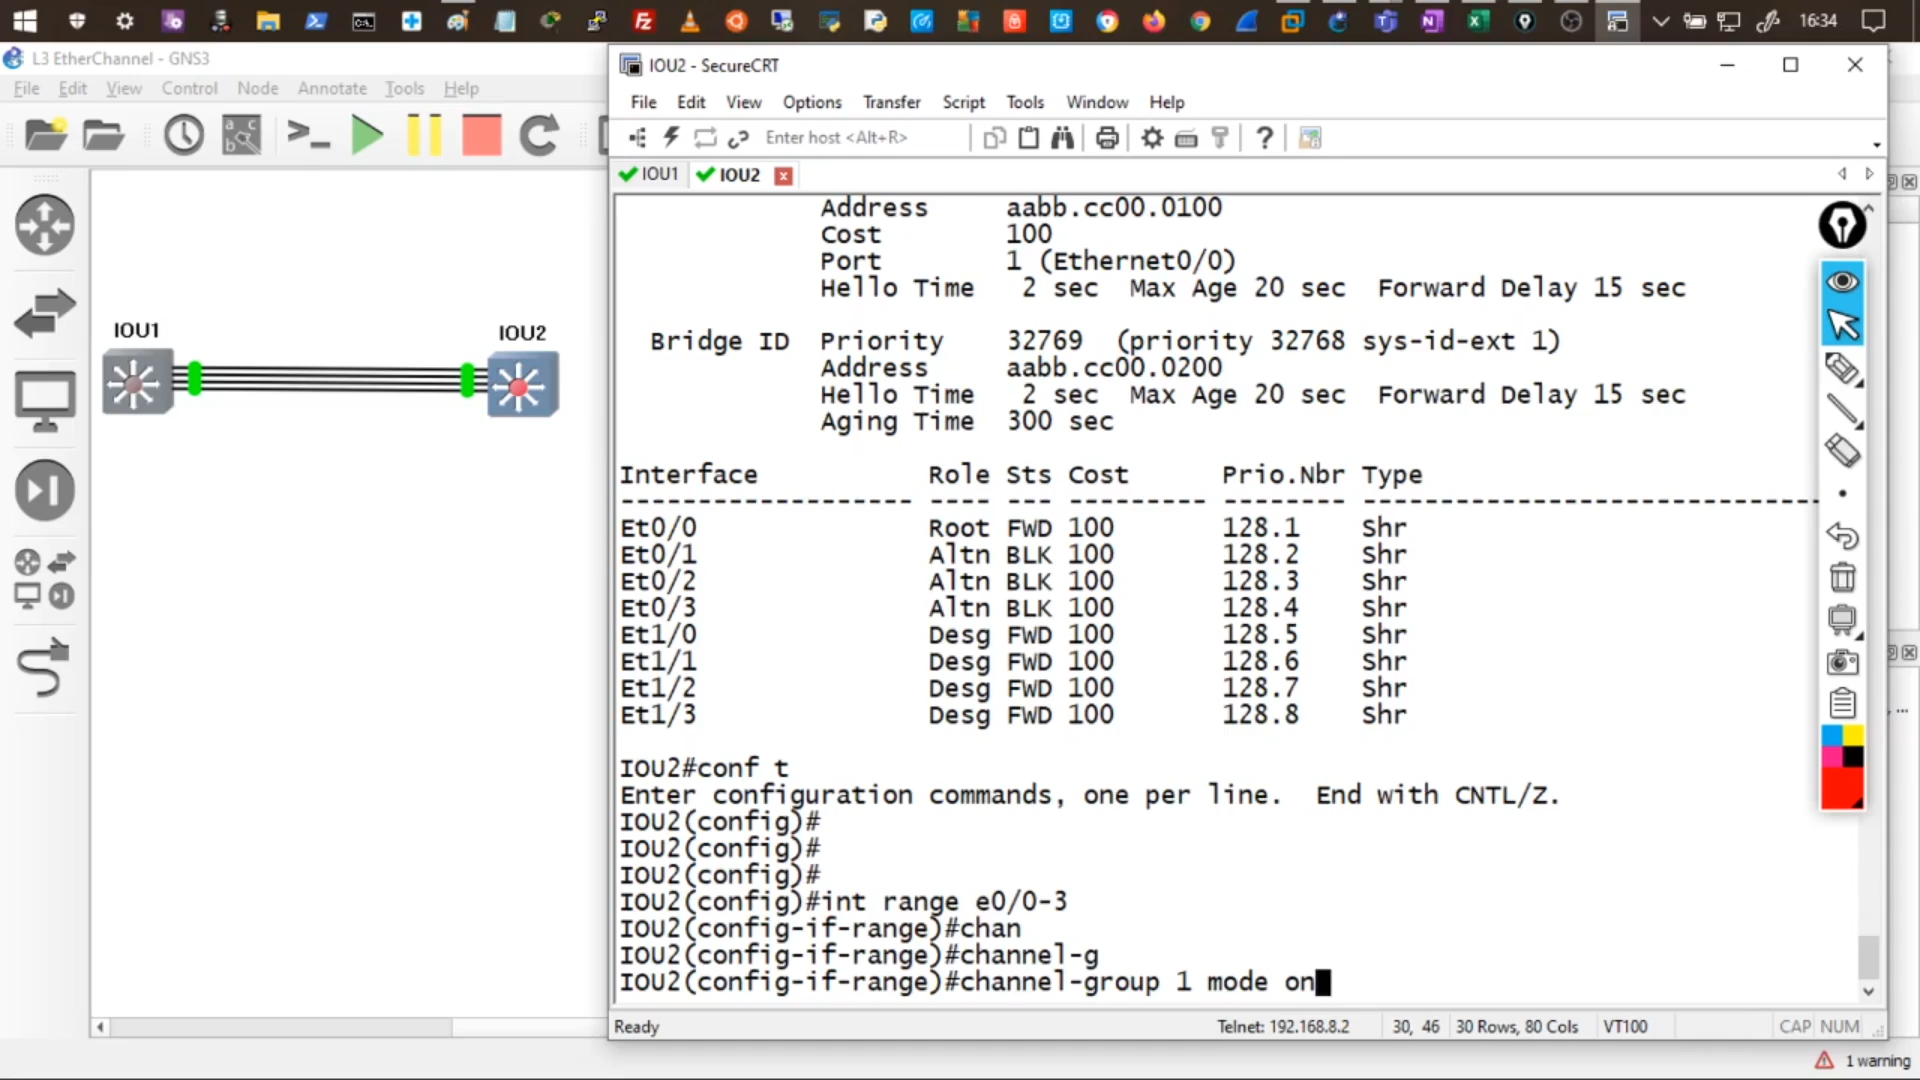 16:34
L3 EtherChannel - GNS3
File Edit View Control Node Annotate Tools Help
IOU1
IOU2
IOU2 - SecureCRT
File Edit View Options Transfer Script Tools Window Help
Enter host <Alt+R>
IOU1 IOU2
Address aabb.cc00.0100
Cost 100
Port 1 (Ethernet0/0)
Hello Time 2 sec Max Age 20 sec Forward Delay 15 sec
Bridge ID Priority 32769 (priority 32768 sys-id-ext 1)
Address aabb.cc00.0200
Hello Time 2 sec Max Age 20 sec Forward Delay 15 sec
Aging Time 300 sec
Interface Role Sts Cost Prio.Nbr Type
------------------- ---- --- --------- -------- --------------------------------
Et0/0 Root FWD 100 128.1 Shr
Et0/1 Altn BLK 100 128.2 Shr
Et0/2 Altn BLK 100 128.3 Shr
Et0/3 Altn BLK 100 128.4 Shr
Et1/0 Desg FWD 100 128.5 Shr
Et1/1 Desg FWD 100 128.6 Shr
Et1/2 Desg FWD 100 128.7 Shr
Et1/3 Desg FWD 100 128.8 Shr
IOU2#conf t
Enter configuration commands, one per line. End with CNTL/Z.
IOU2(config)#
IOU2(config)#
IOU2(config)#
IOU2(config)#int range e0/0-3
IOU2(config-if-range)#chan
IOU2(config-if-range)#channel-g
IOU2(config-if-range)#channel-group 1 mode on
Ready Telnet: 192.168.8.2 30, 46 30 Rows, 80 Cols VT100 CAP NUM
1 warning